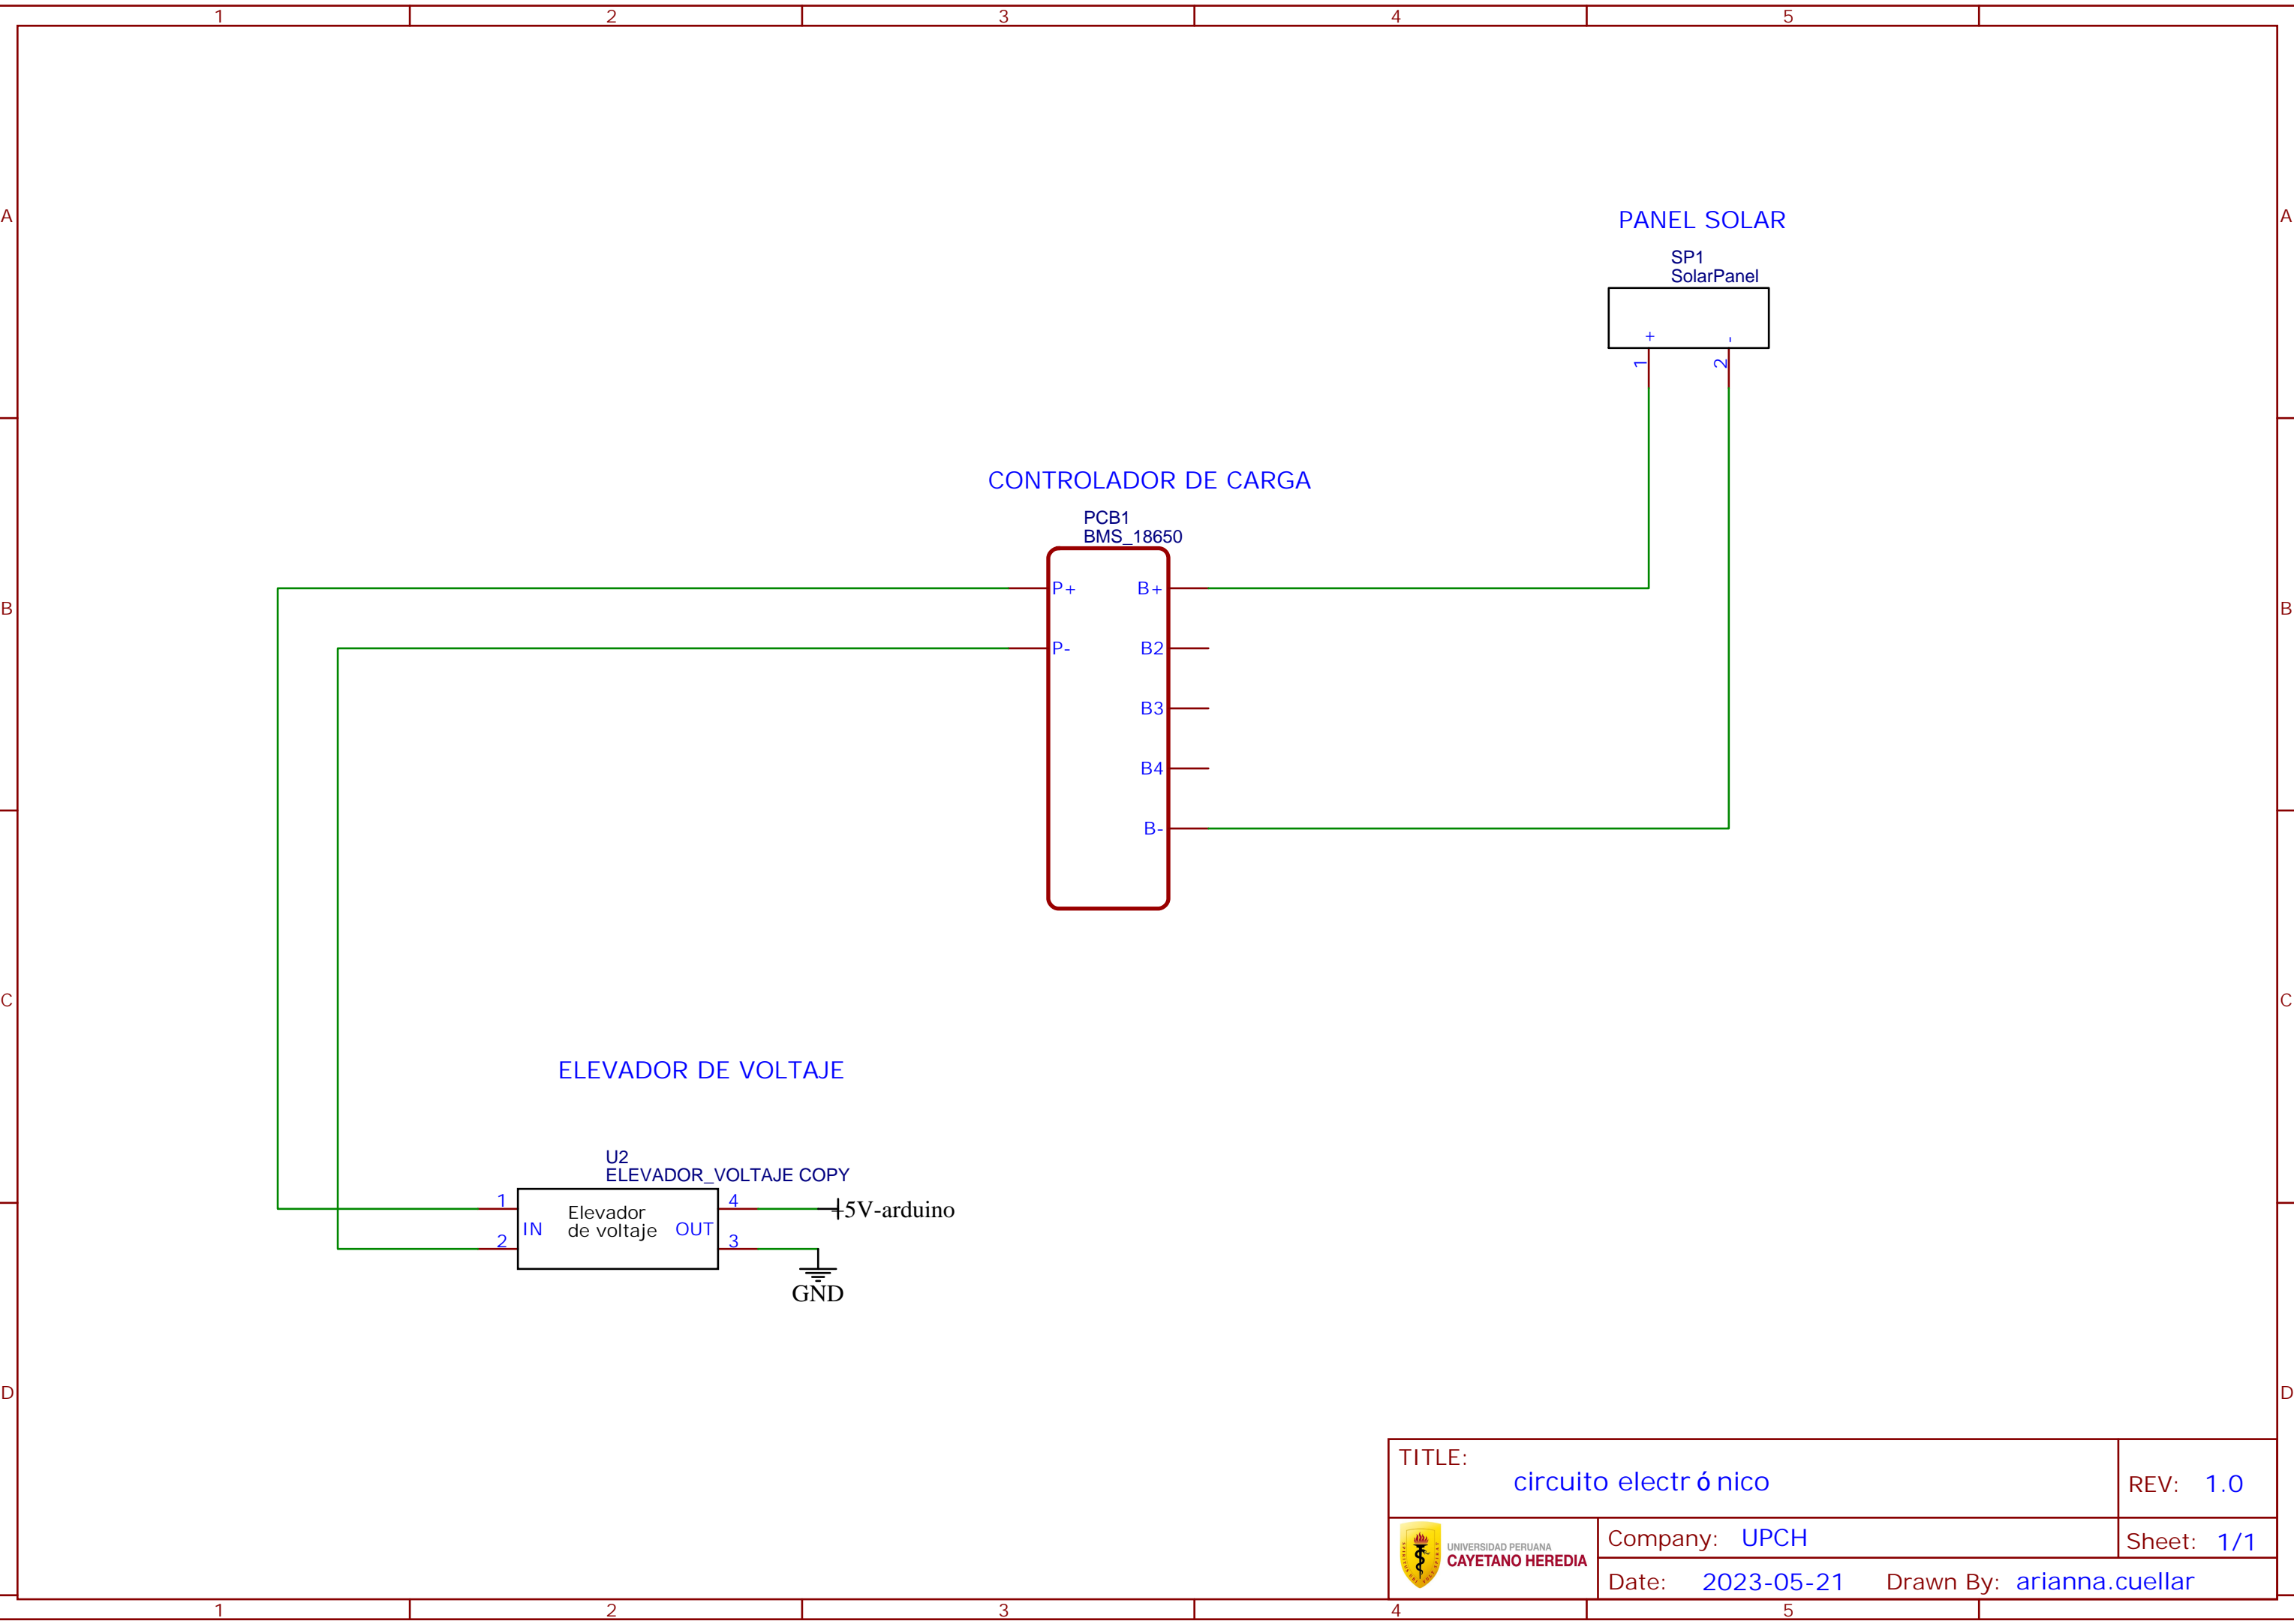 1 2 3 4 5
A A
PANEL SOLAR
SP1
SolarPanel
+ -
1 2
CONTROLADOR DE CARGA
PCB1
BMS_18650
P+ B+
B B
P- B2
B3
B4
B-
C C
ELEVADOR DE VOLTAJE
U2
ELEVADOR_VOLTAJE COPY
1 4
Elevador
+5V-arduino
IN de voltaje OUT
2 3
GND
D D
TITLE:
circuito electrónico
REV: 1.0
UNIVERSIDAD PERUANA
CAYETANO HEREDIA
Company: UPCH
Sheet: 1/1
Date: 2023-05-21 Drawn By: arianna.cuellar
1 2 3 4 5